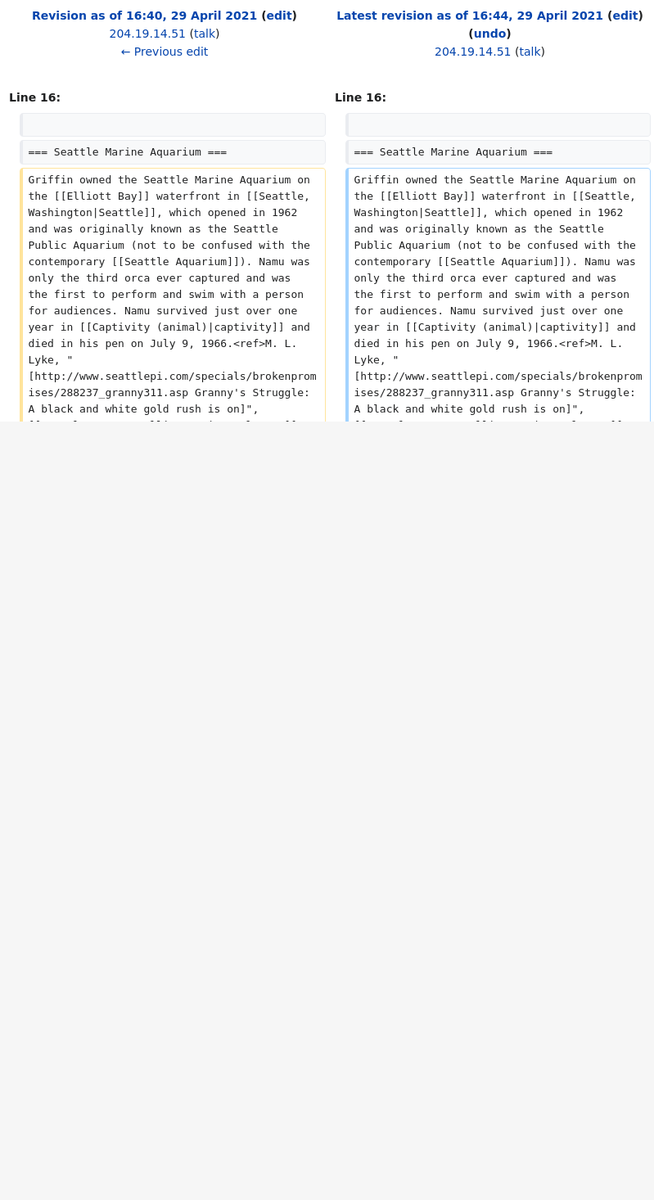 Revision as of 16:40, 29 April 2021 (edit)
204.19.14.51 (talk)
← Previous edit
Latest revision as of 16:44, 29 April 2021 (edit)
(undo)
204.19.14.51 (talk)
Line 16:
Line 16:
=== Seattle Marine Aquarium ===
=== Seattle Marine Aquarium ===
Griffin owned the Seattle Marine Aquarium on
the [[Elliott Bay]] waterfront in [[Seattle,
Washington|Seattle]], which opened in 1962
and was originally known as the Seattle
Public Aquarium (not to be confused with the
contemporary [[Seattle Aquarium]]). Namu was
only the third orca ever captured and was
the first to perform and swim with a person
for audiences. Namu survived just over one
year in [[Captivity (animal)|captivity]] and
died in his pen on July 9, 1966.<ref>M. L.
Lyke, "
[http://www.seattlepi.com/specials/brokenprom
ises/288237_granny311.asp Granny's Struggle:
A black and white gold rush is on]",
Griffin owned the Seattle Marine Aquarium on
the [[Elliott Bay]] waterfront in [[Seattle,
Washington|Seattle]], which opened in 1962
and was originally known as the Seattle
Public Aquarium (not to be confused with the
contemporary [[Seattle Aquarium]]). Namu was
only the third orca ever captured and was
the first to perform and swim with a person
for audiences. Namu survived just over one
year in [[Captivity (animal)|captivity]] and
died in his pen on July 9, 1966.<ref>M. L.
Lyke, "
[http://www.seattlepi.com/specials/brokenprom
ises/288237_granny311.asp Granny's Struggle:
A black and white gold rush is on]",